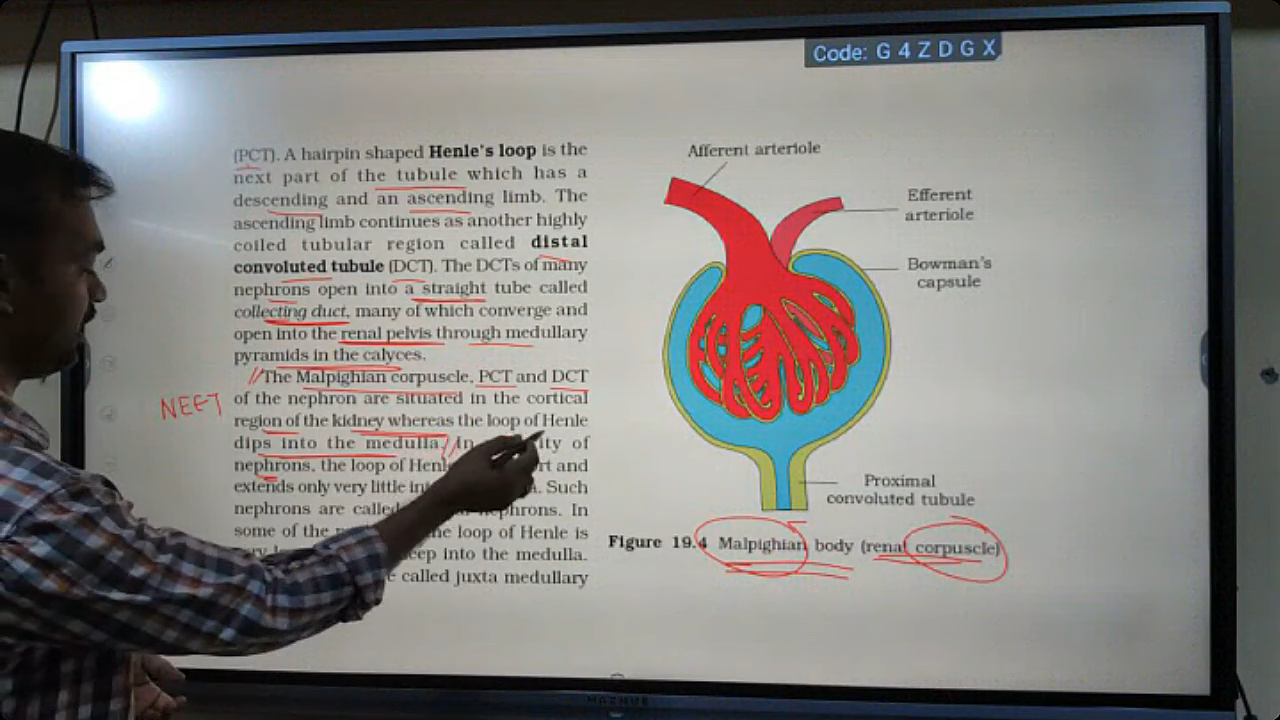 Code: G 4 Z D G X
(PCT). A hairpin shaped Henle's loop is the
next part of the tubule which has a
descending and an ascending limb. The
ascending limb continues as another highly
coiled tubular region called distal
convoluted tubule (DCT). The DCTs of many
nephrons open into a straight tube called
collecting duct, many of which converge and
open into the renal pelvis through medullary
pyramids in the calyces.
The Malpighian corpuscle, PCT and DCT
of the nephron are situated in the cortical
region of the kidney whereas the loop of Henle
dips into the medulla. In of
nephrons, the loop of and
extends only very little Such
nephrons are called nephrons. In
some of the the loop of Henle is
deep into the medulla.
called juxta medullary
NEET
Afferent arteriole
Efferent
arteriole
Bowman's
capsule
Proximal
convoluted tubule
Figure 19.4 Malpighian body (renal corpuscle)